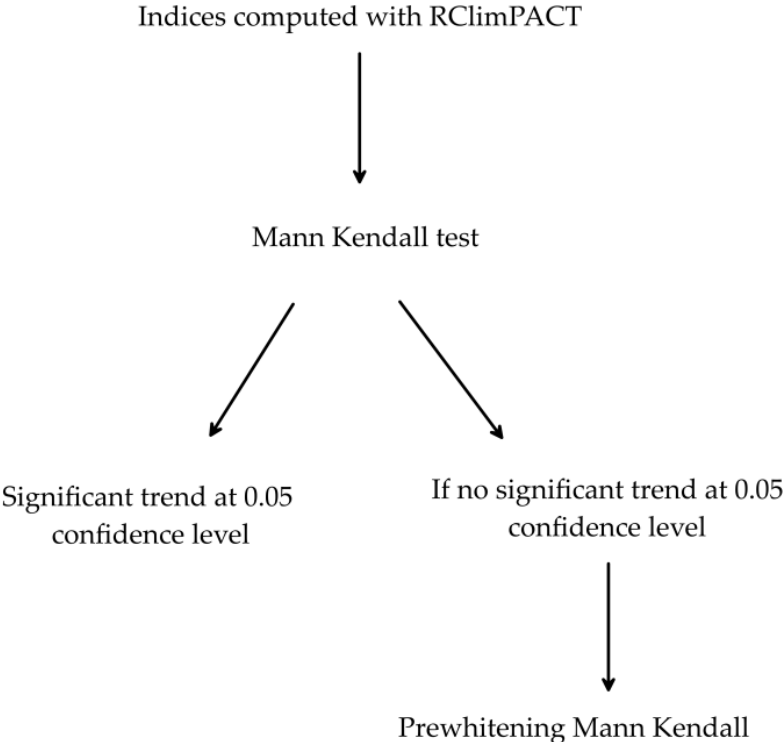 Indices computed with RClimPACT
Mann Kendall test
Significant trend at 0.05
confidence level
If no significant trend at 0.05
confidence level
Prewhitening Mann Kendall